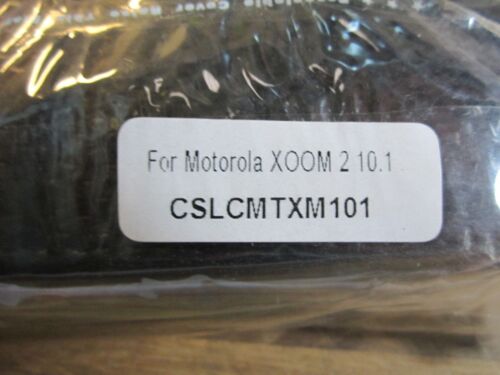 For Motorola XOOM 2 10.1
CSLCMTXM101